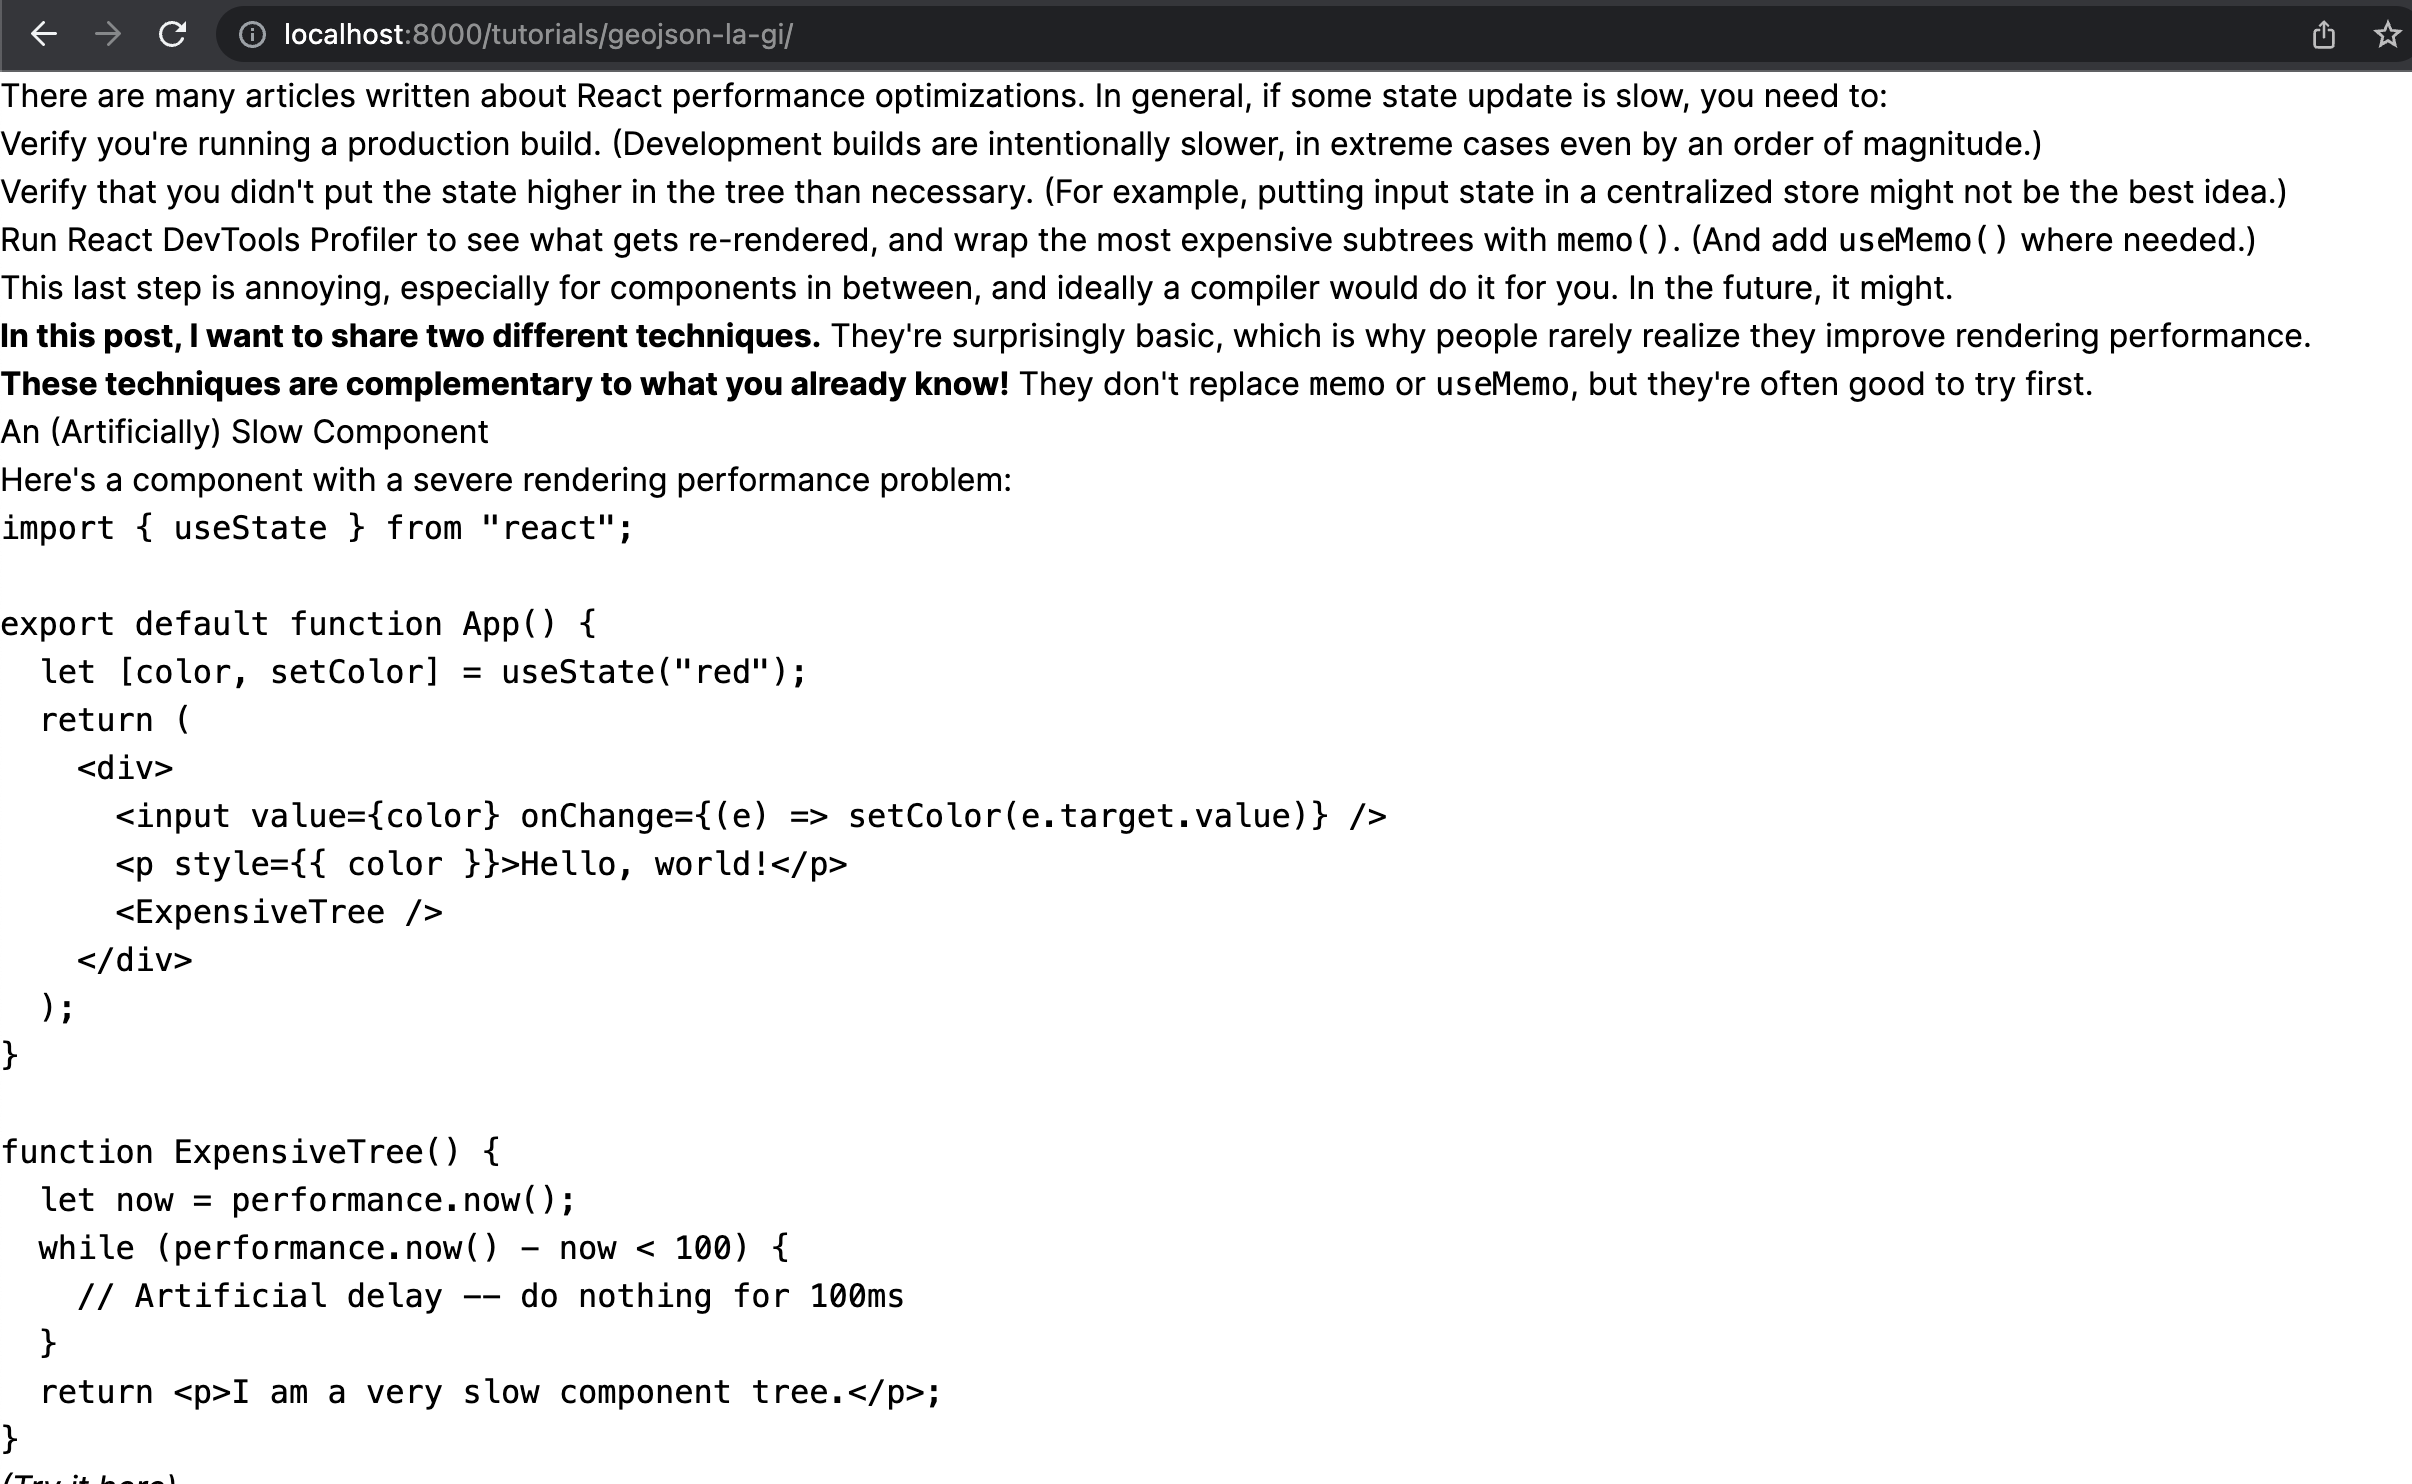 localhost:8000/tutorials/geojson-la-gi/
There are many articles written about React performance optimizations. In general, if some state update is slow, you need to:
Verify you're running a production build. (Development builds are intentionally slower, in extreme cases even by an order of magnitude.)
Verify that you didn't put the state higher in the tree than necessary. (For example, putting input state in a centralized store might not be the best idea.)
Run React DevTools Profiler to see what gets re-rendered, and wrap the most expensive subtrees with memo(). (And add useMemo() where needed.)
This last step is annoying, especially for components in between, and ideally a compiler would do it for you. In the future, it might.
In this post, I want to share two different techniques. They're surprisingly basic, which is why people rarely realize they improve rendering performance.
These techniques are complementary to what you already know! They don't replace memo or useMemo, but they're often good to try first.
An (Artificially) Slow Component
Here's a component with a severe rendering performance problem:
import { useState } from "react";

export default function App() {
  let [color, setColor] = useState("red");
  return (
    <div>
      <input value={color} onChange={(e) => setColor(e.target.value)} />
      <p style={{ color }}>Hello, world!</p>
      <ExpensiveTree />
    </div>
  );
}

function ExpensiveTree() {
  let now = performance.now();
  while (performance.now() - now < 100) {
    // Artificial delay -- do nothing for 100ms
  }
  return <p>I am a very slow component tree.</p>;
}
(Try it here)